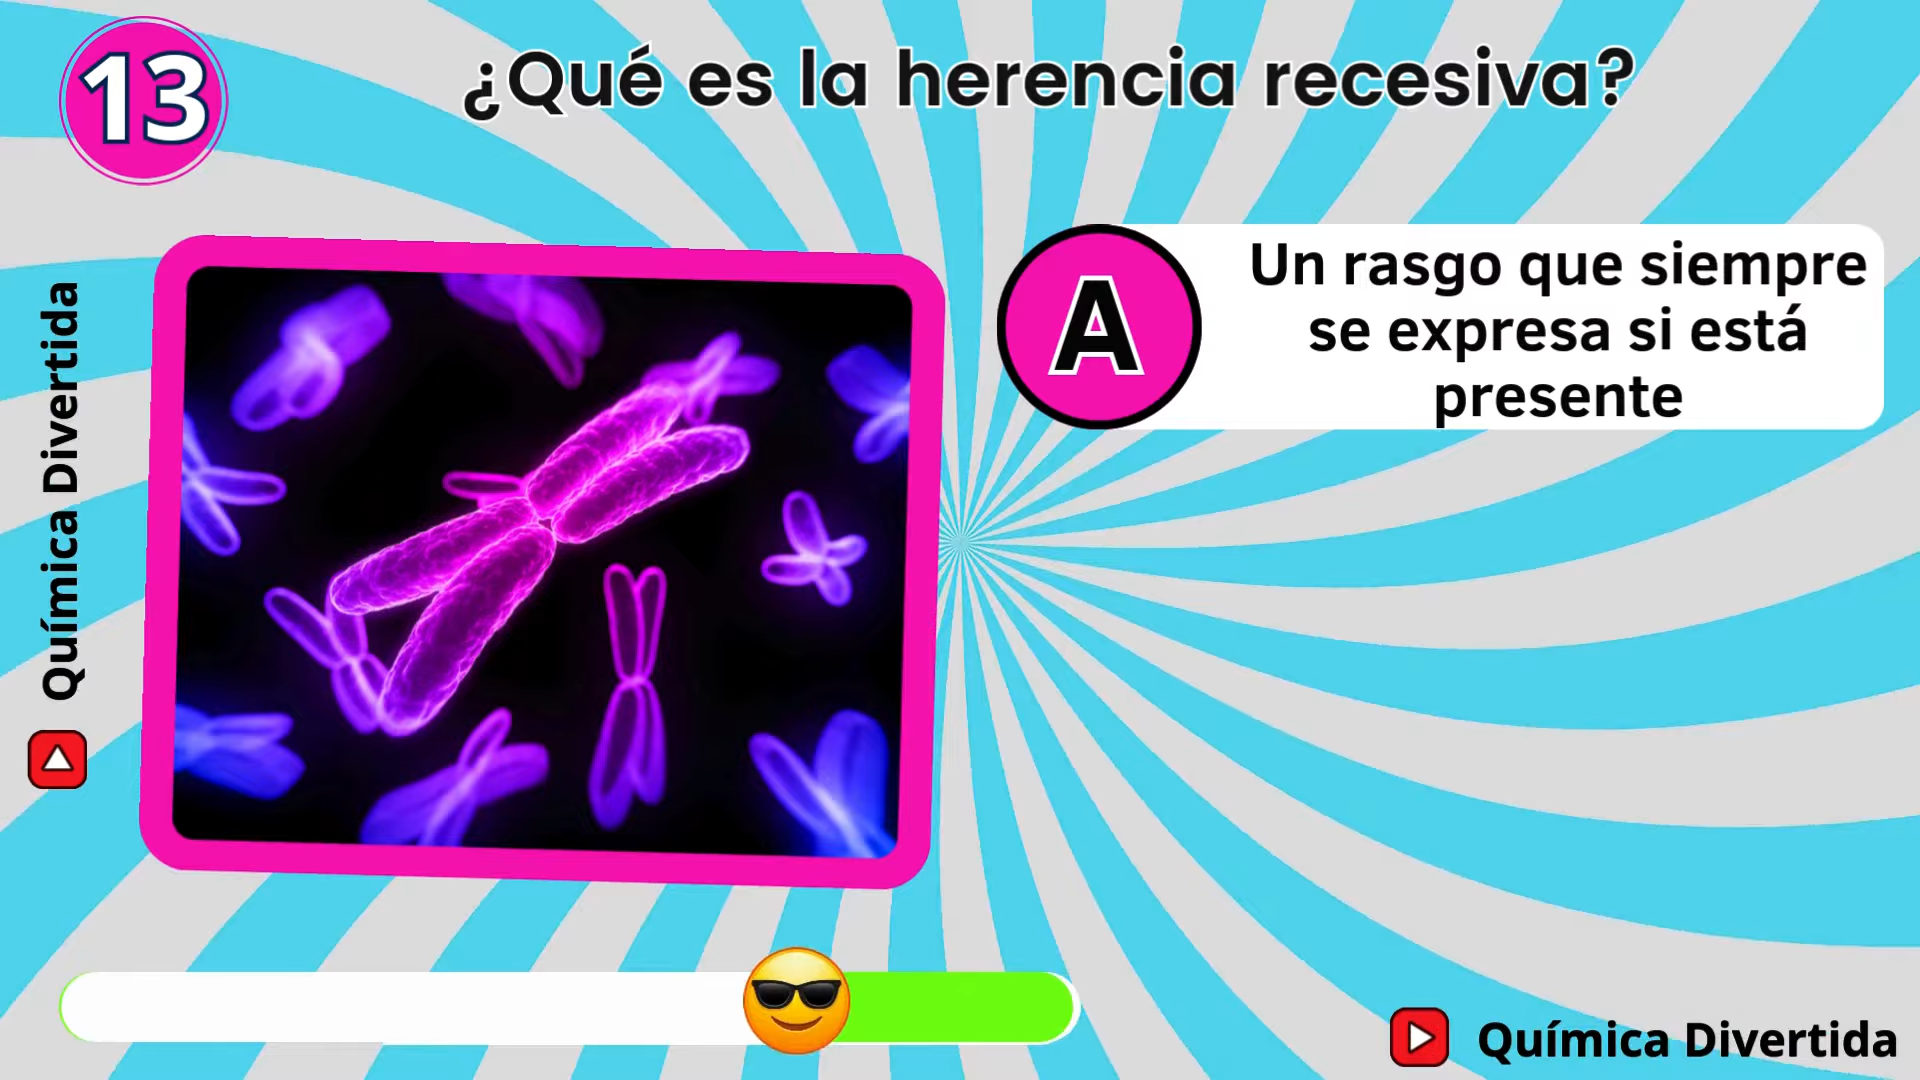 13
¿Qué es la herencia recesiva?
A
Un rasgo que siempre
se expresa si está
presente
Química Divertida
Química Divertida